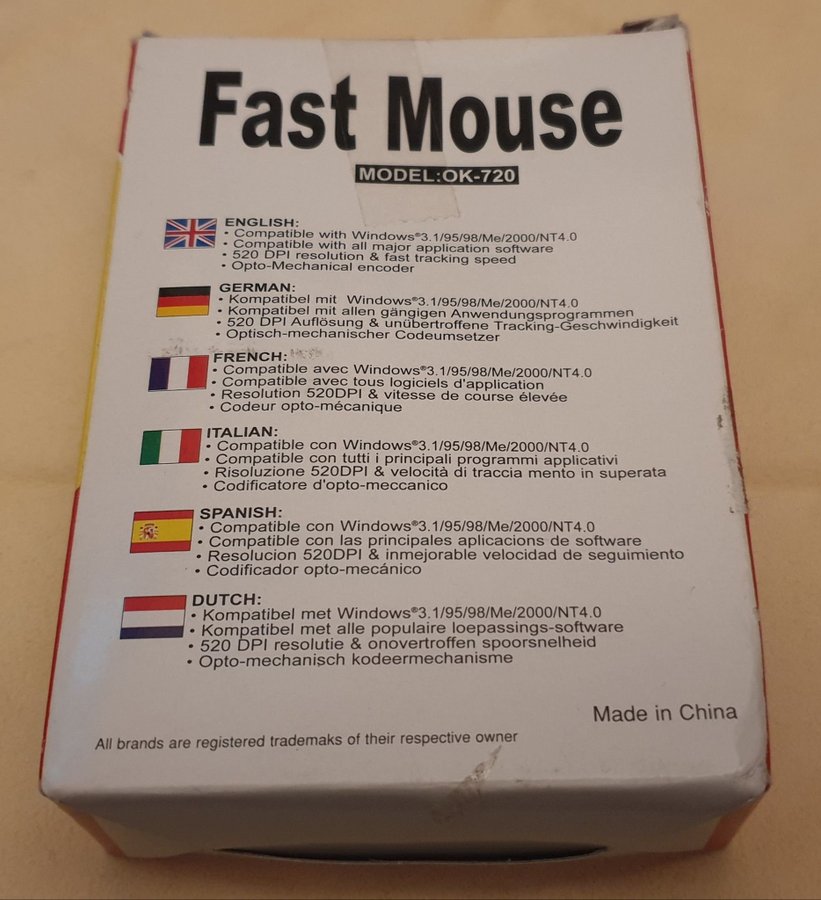 Fast Mouse
MODEL:OK-720
ENGLISH:
• Compatible with Windows®3.1/95/98/Me/2000/NT4.0
• Compatible with all major application software
• 520 DPI resolution & fast tracking speed
• Opto-Mechanical encoder
GERMAN:
• Kompatibel mit Windows®3.1/95/98/Me/2000/NT4.0
• Kompatibel mit allen gängigen Anwendungsprogrammen
• 520 DPI Auflösung & unübertroffene Tracking-Geschwindigkeit
• Optisch-mechanischer Codeumsetzer
FRENCH:
• Compatible avec Windows®3.1/95/98/Me/2000/NT4.0
• Compatible avec tous logiciels d'application
• Resolution 520DPI & vitesse de course élevée
• Codeur opto-mécanique
ITALIAN:
• Compatible con Windows®3.1/95/98/Me/2000/NT4.0
• Compatible con tutti i principali programmi applicativi
• Risoluzione 520DPI & velocità di traccia mento in superata
• Codificatore d'opto-meccanico
SPANISH:
• Compatible con Windows®3.1/95/98/Me/2000/NT4.0
• Compatible con las principales aplicacions de software
• Resolucion 520DPI & inmejorable velocidad de seguimiento
• Codificador opto-mecánico
DUTCH:
• Kompatibel met Windows®3.1/95/98/Me/2000/NT4.0
• Kompatibel met alle populaire loepassings-software
• 520 DPI resolutie & onovertroffen spoorsnelheid
• Opto-mechanisch kodeermechanisme
Made in China
All brands are registered trademaks of their respective owner